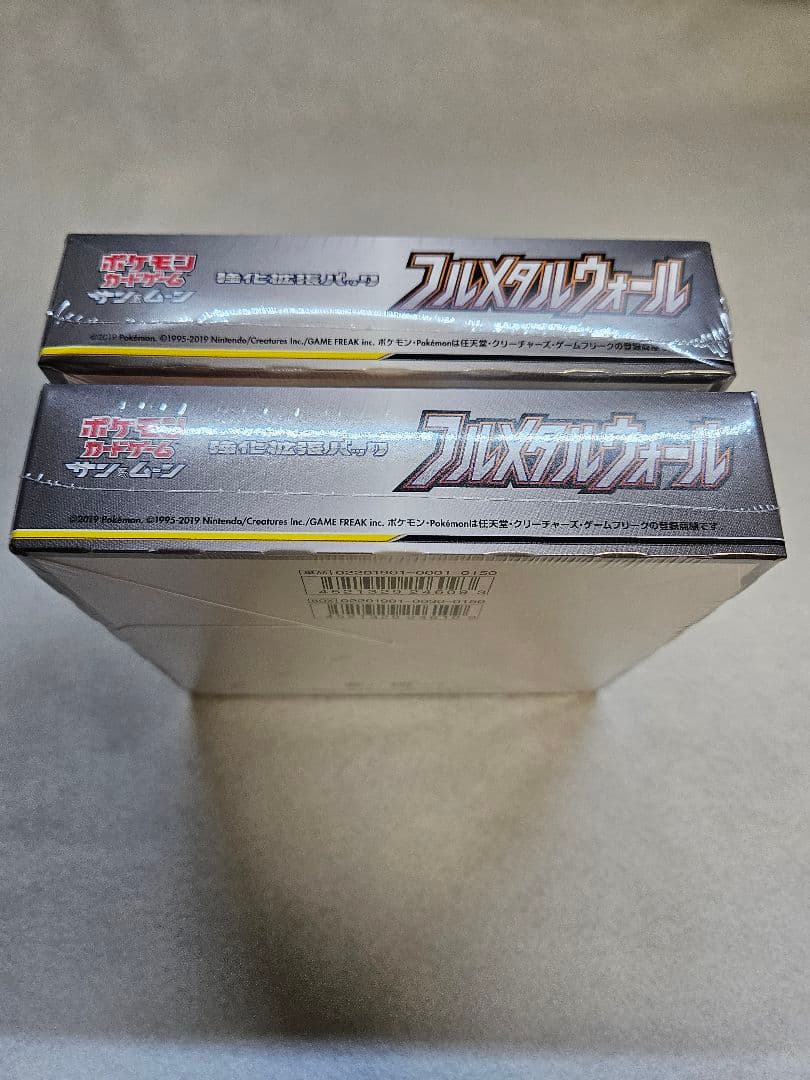 ポケモン
カードゲーム
サン&ムーン
強化拡張パック
フルメタルウォール
©2019 Pokémon. ©1995-2019 Nintendo/Creatures Inc./GAME FREAK inc. ポケモン・Pokémonは任天堂・クリーチャーズ・ゲームフリークの登録商標です
ポケモン
カードゲーム
サン&ムーン
強化拡張パック
フルメタルウォール
©2019 Pokémon. ©1995-2019 Nintendo/Creatures Inc./GAME FREAK inc. ポケモン・Pokémonは任天堂・クリーチャーズ・ゲームフリークの登録商標です
02201901-0001-0150
4521329 24609 3